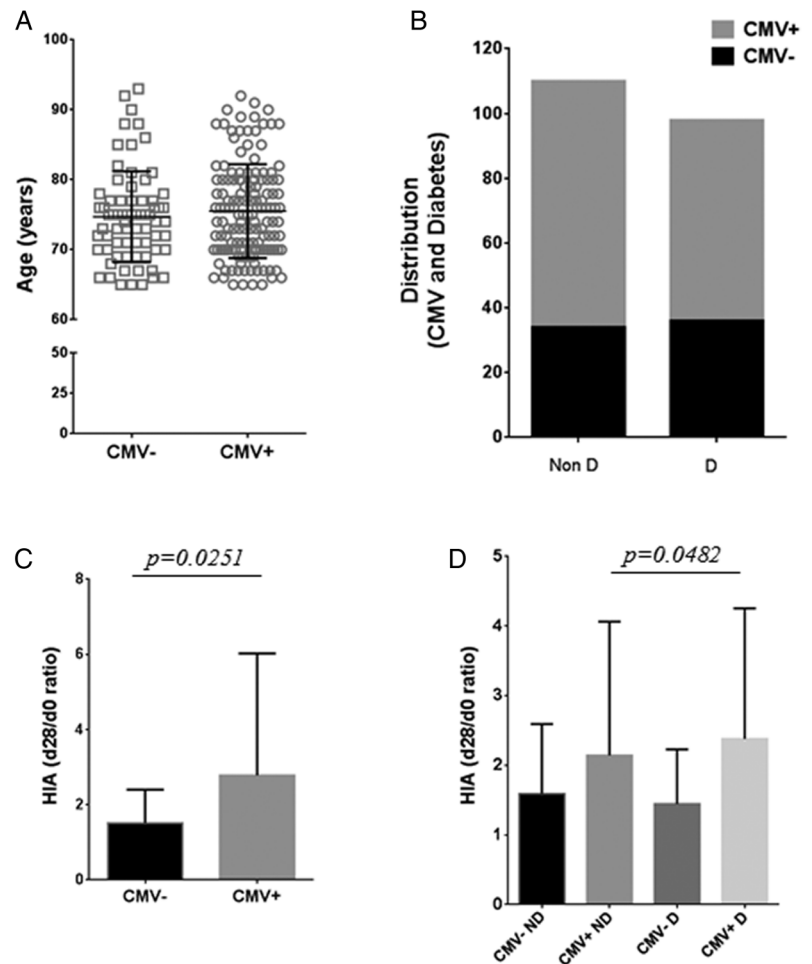 A
100
90
80
70
60
50
25
0
Age (years)
CMV-
CMV+
B
CMV+
CMV-
120
100
80
60
40
20
0
Distribution
(CMV and Diabetes)
Non D
D
C
p=0.0251
8
6
4
2
0
HIA (d28/d0 ratio)
CMV-
CMV+
D
p=0.0482
5
4
3
2
1
0
HIA (d28/d0 ratio)
CMV- ND
CMV+ ND
CMV- D
CMV+ D